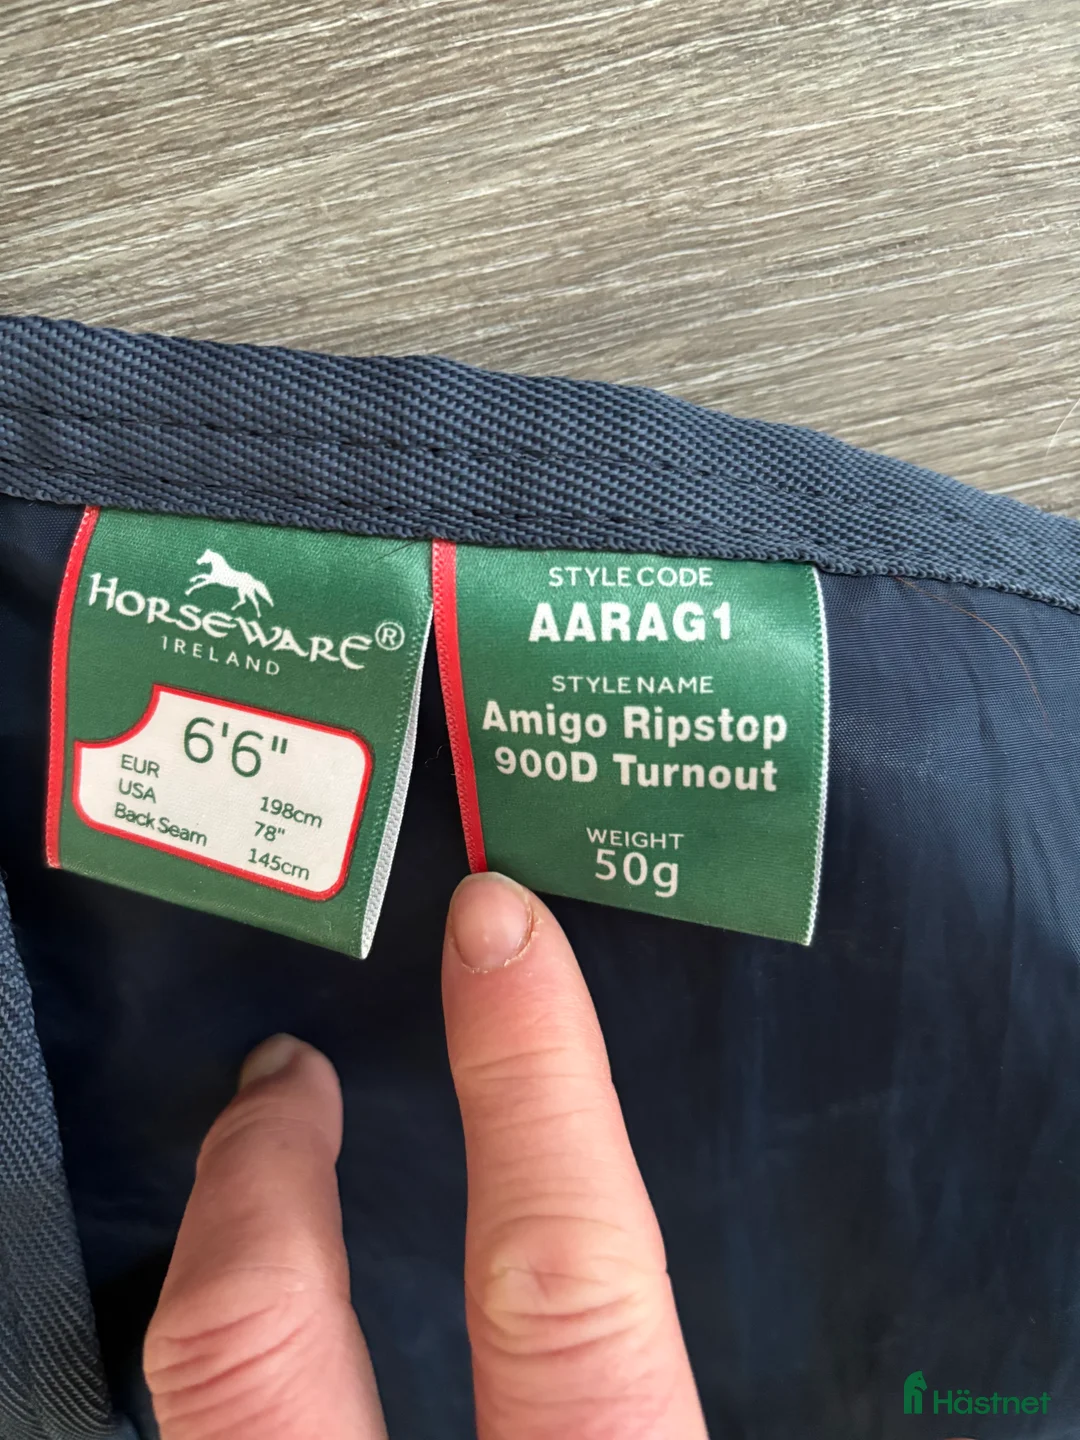 HORSEWARE®
IRELAND
6'6"
EUR 198cm
USA 78"
Back Seam 145cm
STYLE CODE
AARAG1
STYLE NAME
Amigo Ripstop
900D Turnout
WEIGHT
50g
Hästnet